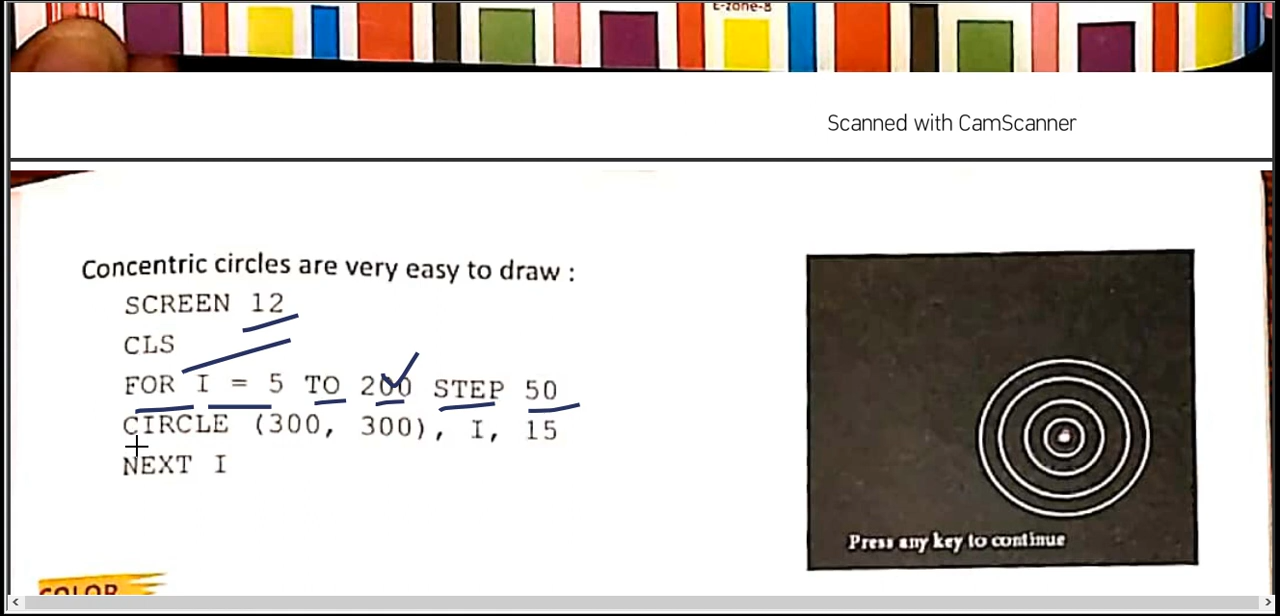 E-zone-8
Scanned with CamScanner
Concentric circles are very easy to draw :
SCREEN 12
CLS
FOR I = 5 TO 200 STEP 50
CIRCLE (300, 300), I, 15
NEXT I
Press any key to continue
COLOR